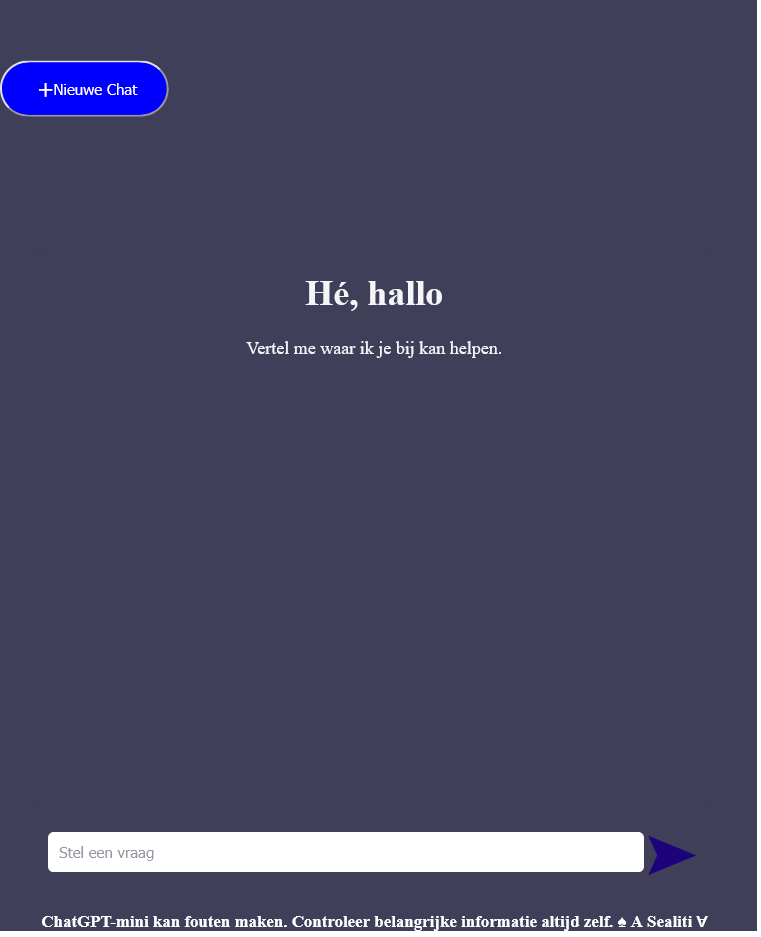 +Nieuwe Chat
Hé, hallo
Vertel me waar ik je bij kan helpen.
Stel een vraag
ChatGPT-mini kan fouten maken. Controleer belangrijke informatie altijd zelf. ♠ A Sealiti ∀